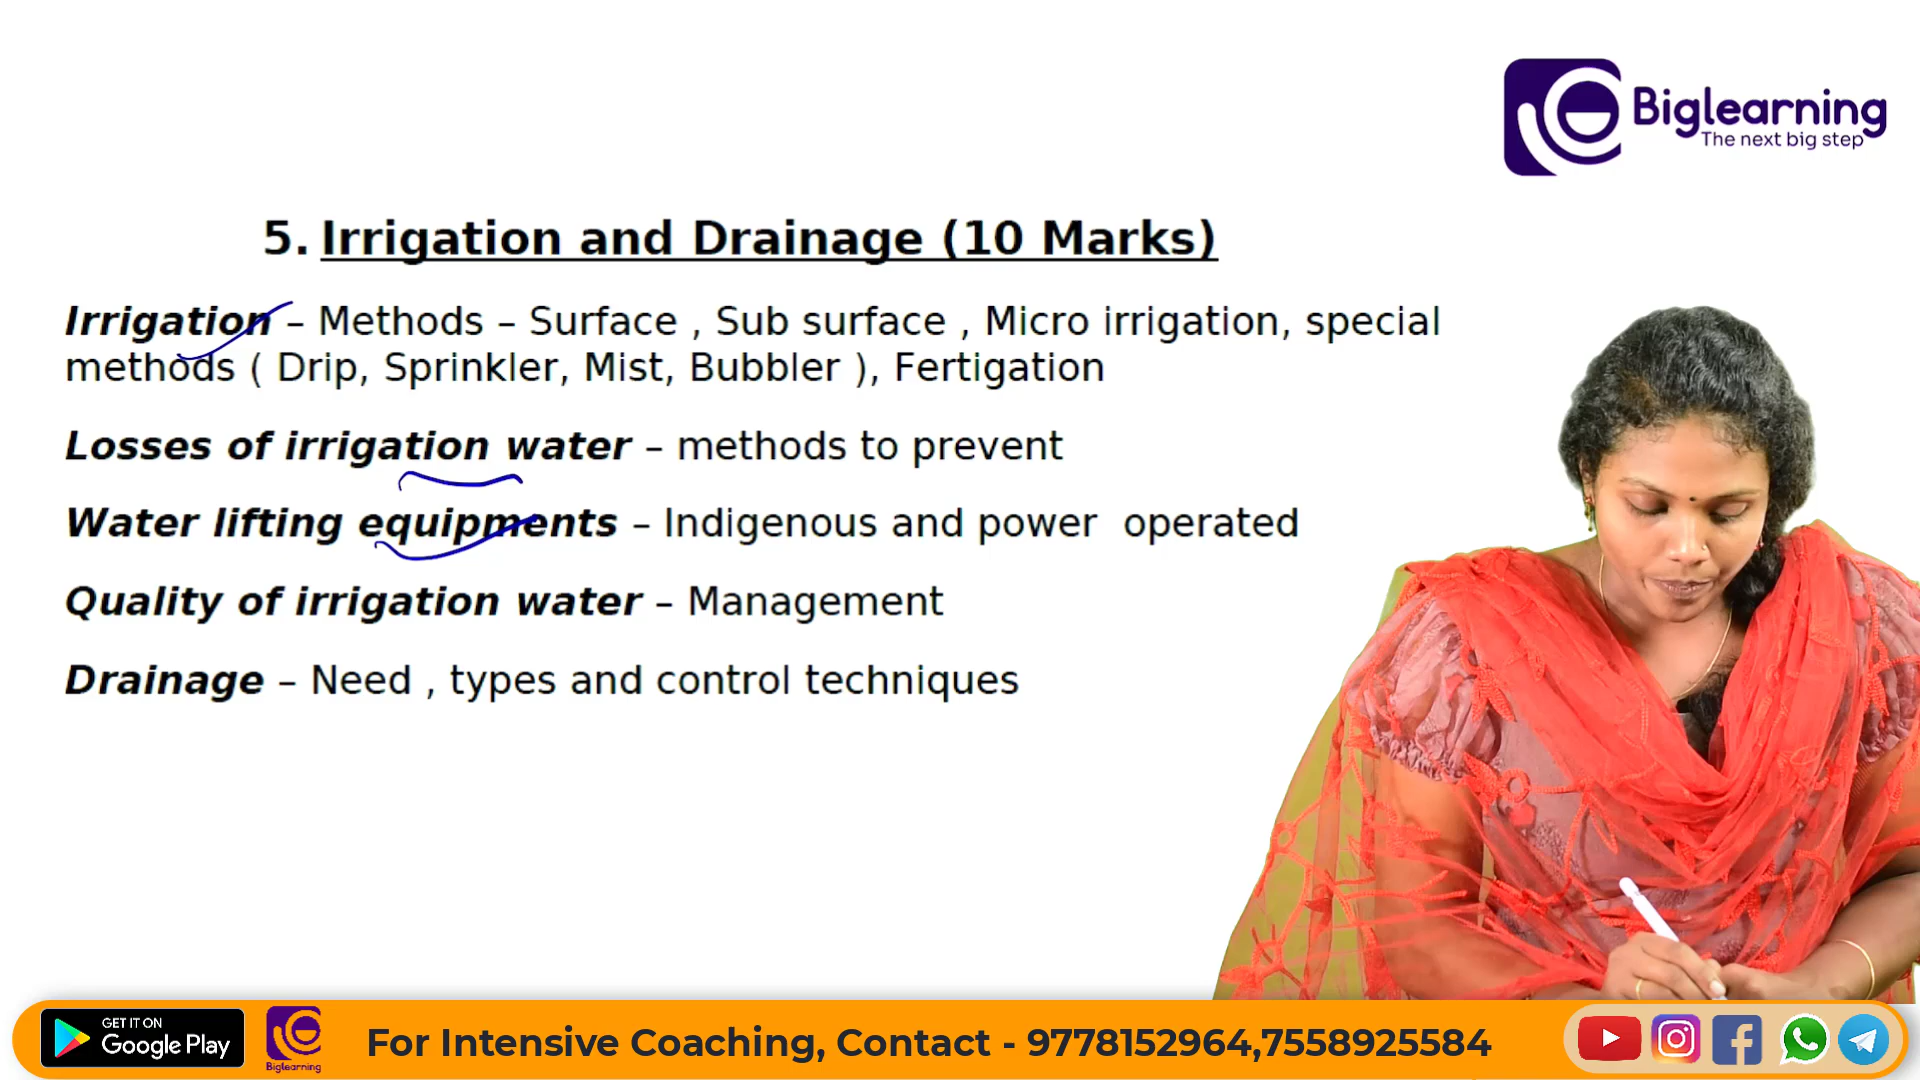 Biglearning
The next big step
5. Irrigation and Drainage (10 Marks)
Irrigation – Methods – Surface , Sub surface , Micro irrigation, special
methods ( Drip, Sprinkler, Mist, Bubbler ), Fertigation
Losses of irrigation water – methods to prevent
Water lifting equipments – Indigenous and power operated
Quality of irrigation water – Management
Drainage – Need , types and control techniques
GET IT ON
Google Play
Biglearning
For Intensive Coaching, Contact - 9778152964,7558925584